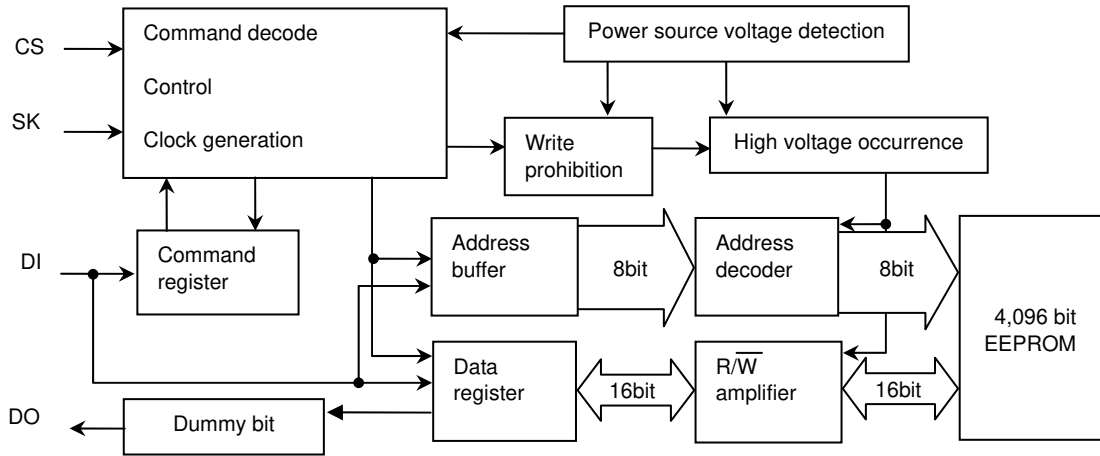 CS
Command decode
Power source voltage detection
Control
SK
Clock generation
Write
prohibition
High voltage occurrence
DI
Command
register
Address
buffer
8bit
Address
decoder
8bit
4,096 bit
EEPROM
Data
register
16bit
R/W̅
amplifier
16bit
DO
Dummy bit